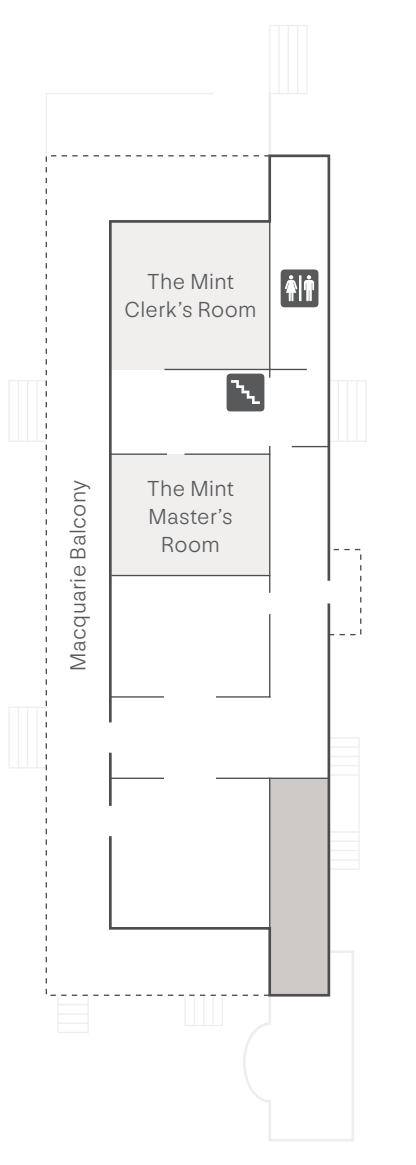 The Mint
Clerk’s Room
The Mint
Master’s
Room
Macquarie Balcony